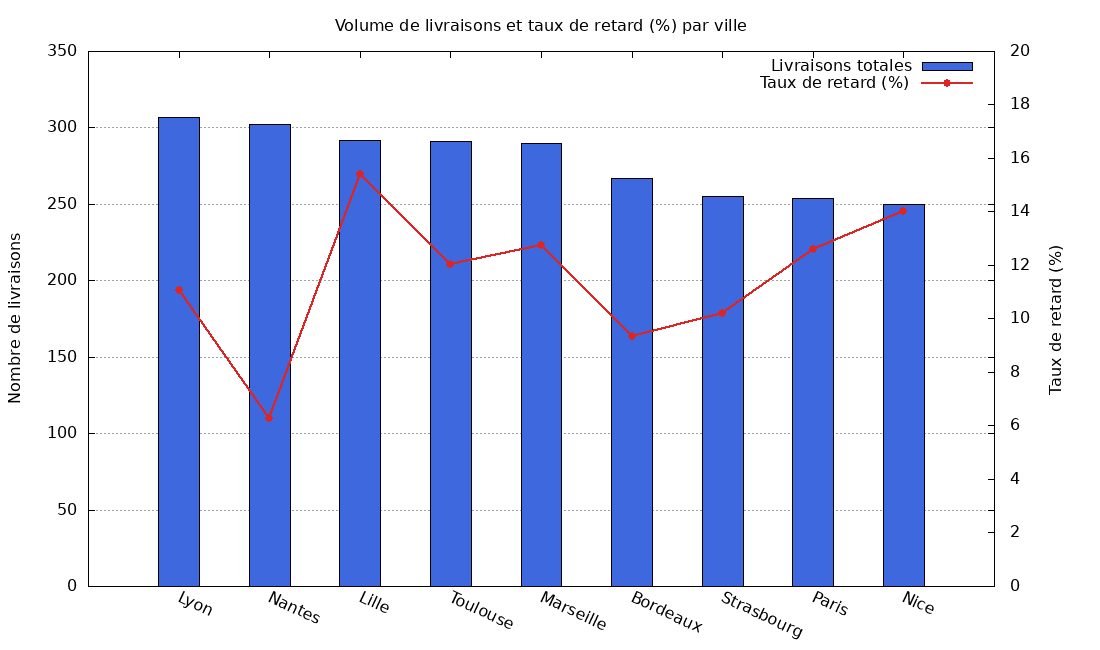 Volume de livraisons et taux de retard (%) par ville
Livraisons totales
Taux de retard (%)
350
300
250
200
150
100
50
0
Nombre de livraisons
20
18
16
14
12
10
8
6
4
2
0
Taux de retard (%)
Lyon
Nantes
Lille
Toulouse
Marseille
Bordeaux
Strasbourg
Paris
Nice